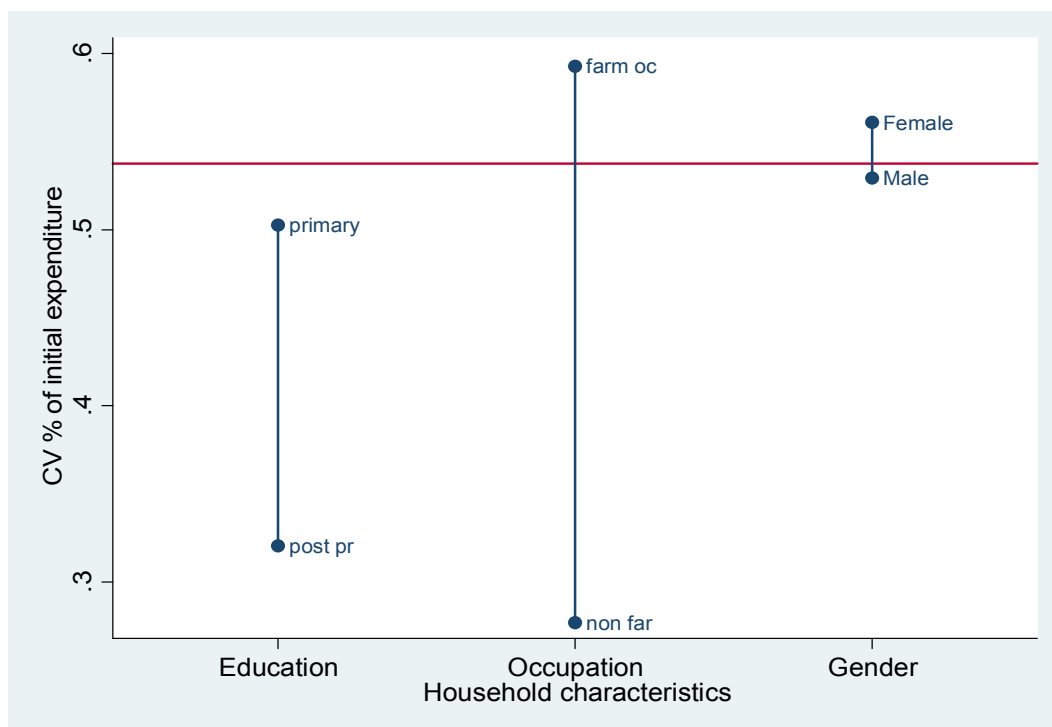 CV % of initial expenditure
.6
.5
.4
.3
farm oc
Female
Male
primary
post pr
non far
Education
Occupation
Gender
Household characteristics